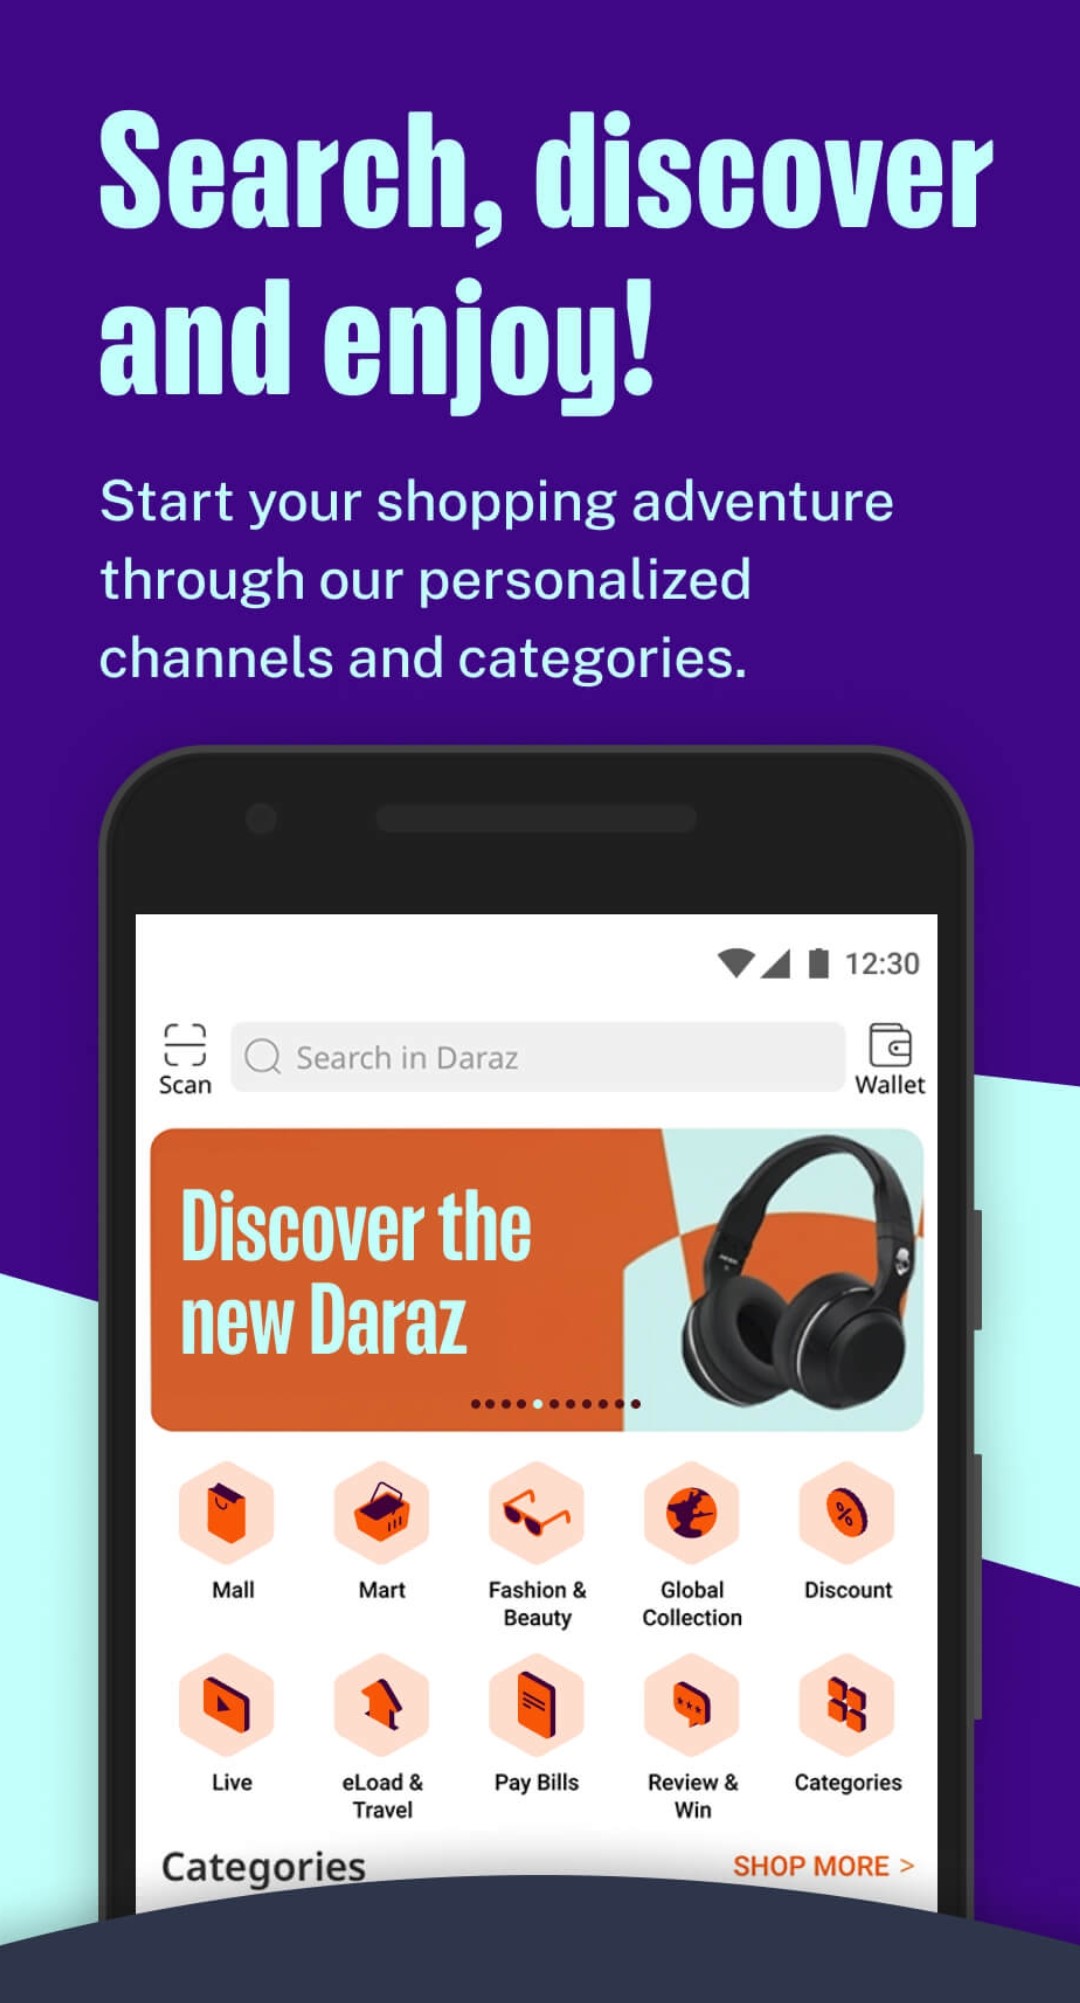 Search, discover
and enjoy!
Start your shopping adventure
through our personalized
channels and categories.
12:30
Scan
Search in Daraz
Wallet
Discover the
new Daraz
Mall
Mart
Fashion &
Beauty
Global
Collection
Discount
Live
eLoad &
Travel
Pay Bills
Review &
Win
Categories
Categories
SHOP MORE >